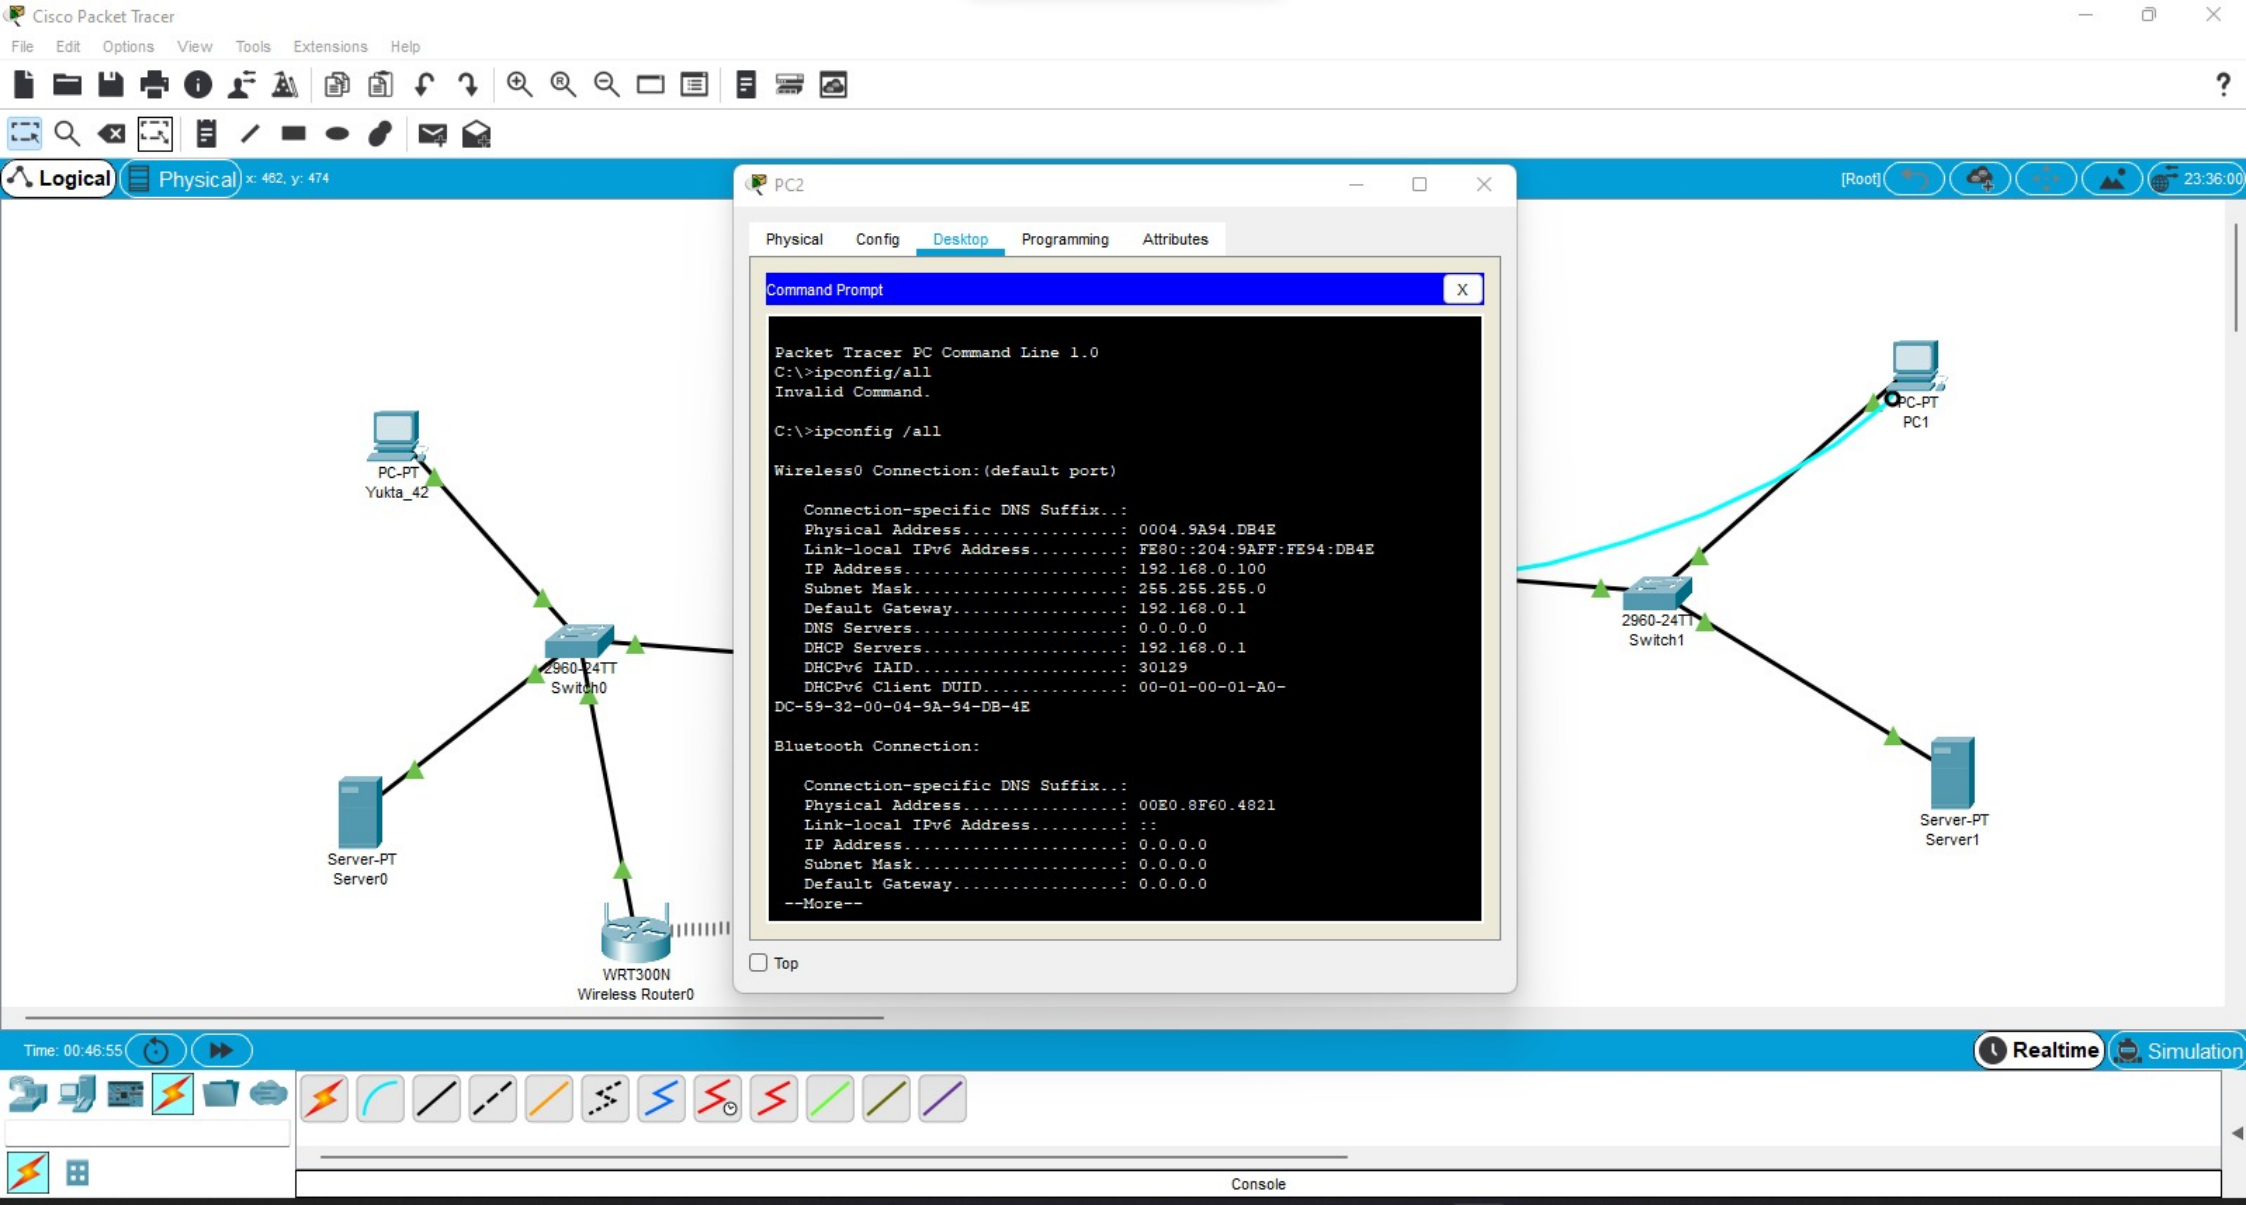 Cisco Packet Tracer
File Edit Options View Tools Extensions Help
Logical Physical x: 462, y: 474
[Root] 23:36:00
PC2
Physical Config Desktop Programming Attributes
Command Prompt X
Packet Tracer PC Command Line 1.0
C:\>ipconfig/all
Invalid Command.
C:\>ipconfig /all
Wireless0 Connection:(default port)
Connection-specific DNS Suffix..:
Physical Address................: 0004.9A94.DB4E
Link-local IPv6 Address.........: FE80::204:9AFF:FE94:DB4E
IP Address......................: 192.168.0.100
Subnet Mask.....................: 255.255.255.0
Default Gateway.................: 192.168.0.1
DNS Servers.....................: 0.0.0.0
DHCP Servers....................: 192.168.0.1
DHCPv6 IAID.....................: 30129
DHCPv6 Client DUID..............: 00-01-00-01-A0-
DC-59-32-00-04-9A-94-DB-4E
Bluetooth Connection:
Connection-specific DNS Suffix..:
Physical Address................: 00E0.8F60.4821
Link-local IPv6 Address.........: ::
IP Address......................: 0.0.0.0
Subnet Mask.....................: 0.0.0.0
Default Gateway.................: 0.0.0.0
--More--
Top
PC-PT
Yukta_42
2960-24TT
Switch0
Server-PT
Server0
WRT300N
Wireless Router0
PC-PT
PC1
2960-24TT
Switch1
Server-PT
Server1
Time: 00:46:55
Realtime Simulation
Console